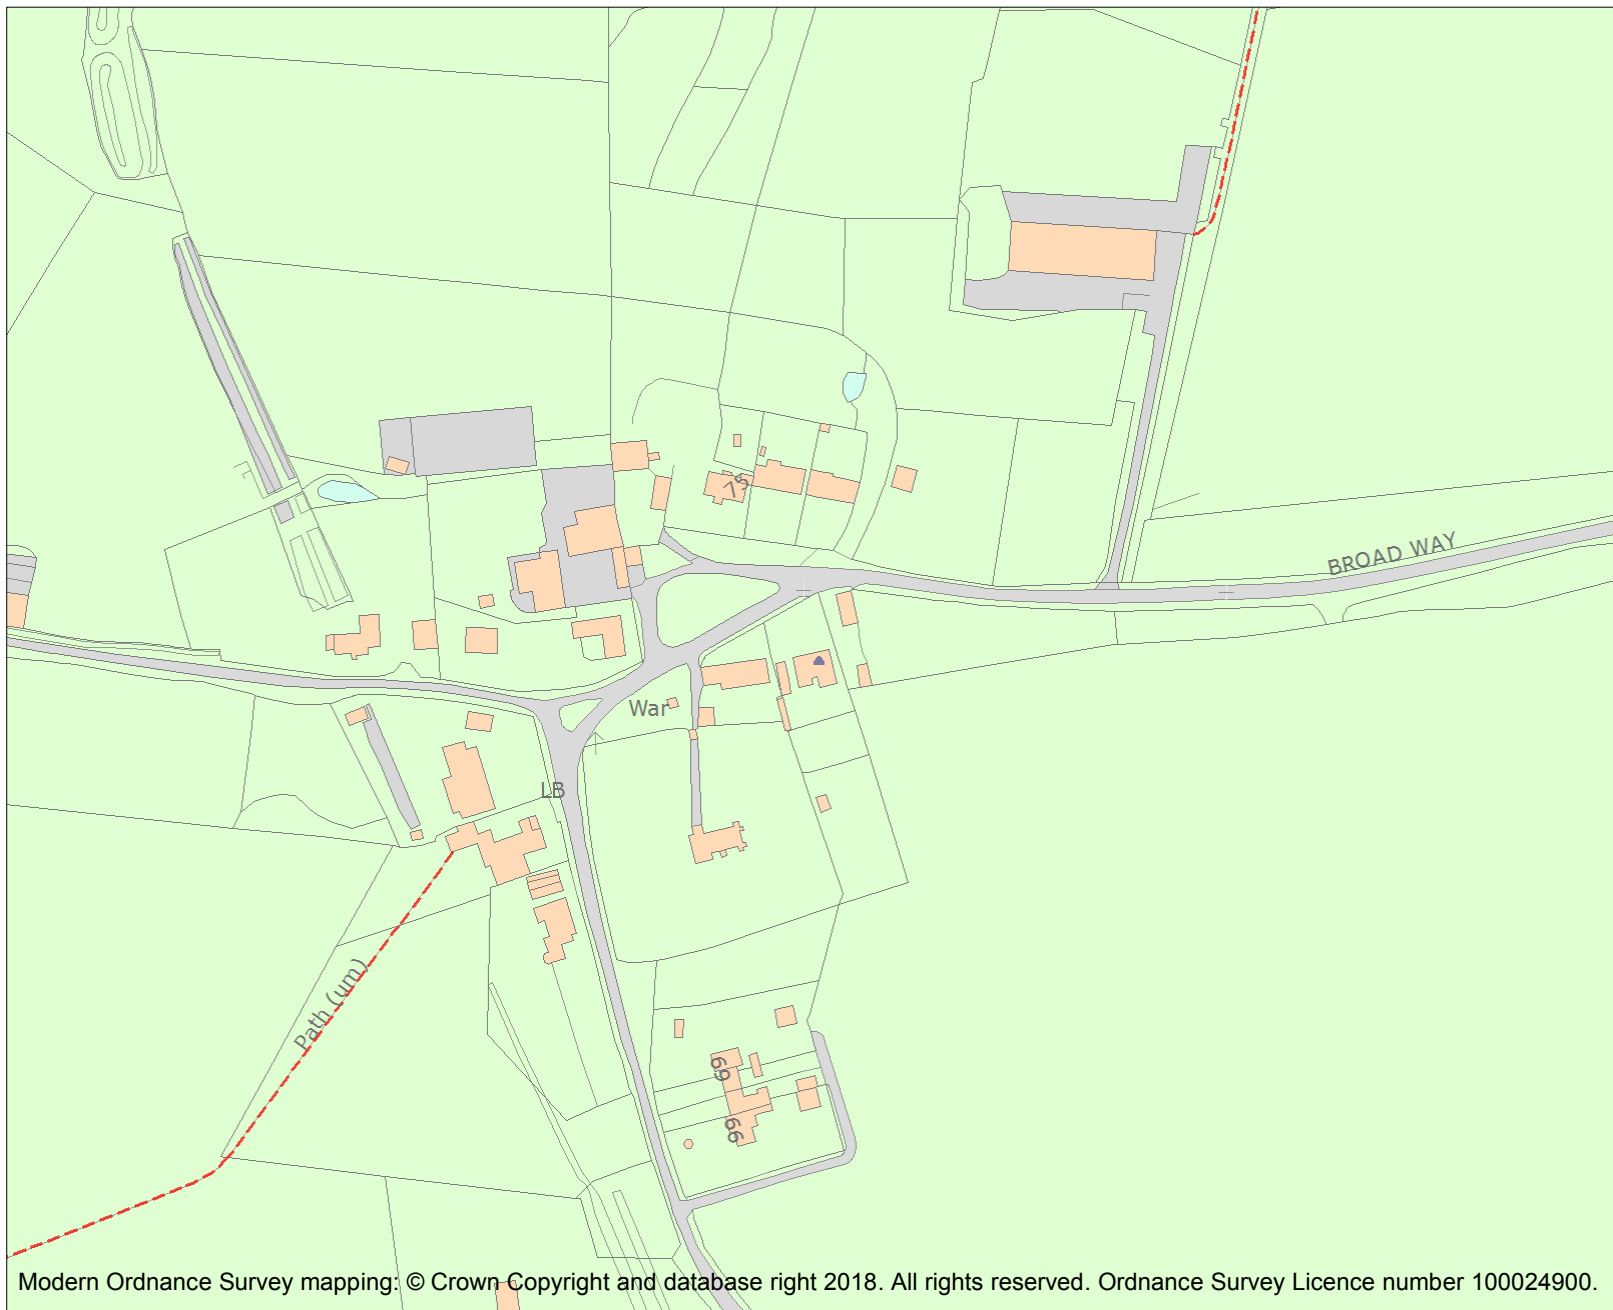 75
BROAD WAY
War
LB
Path (um)
69
66
Modern Ordnance Survey mapping: © Crown Copyright and database right 2018. All rights reserved. Ordnance Survey Licence number 100024900.